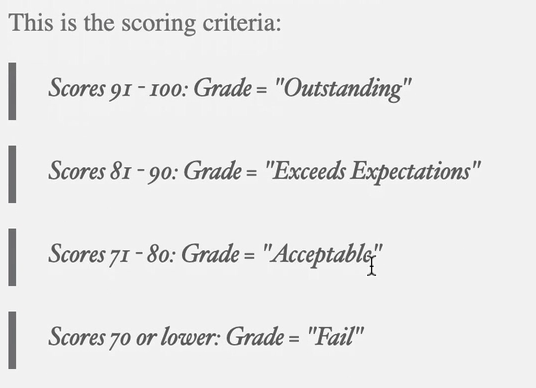 This is the scoring criteria:
Scores 91 - 100: Grade = "Outstanding"
Scores 81 - 90: Grade = "Exceeds Expectations"
Scores 71 - 80: Grade = "Acceptable"
Scores 70 or lower: Grade = "Fail"